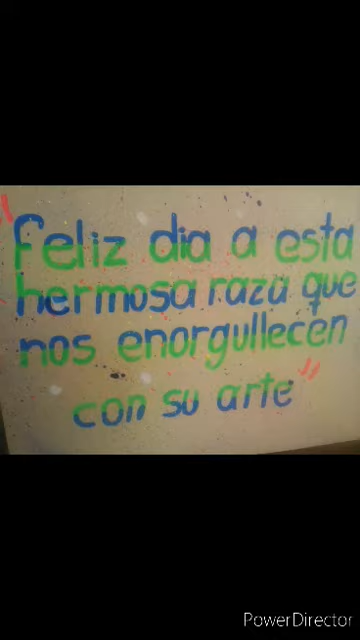 "Feliz dia a esta
hermosa raza que
nos enorgullecen
con su arte"
PowerDirector